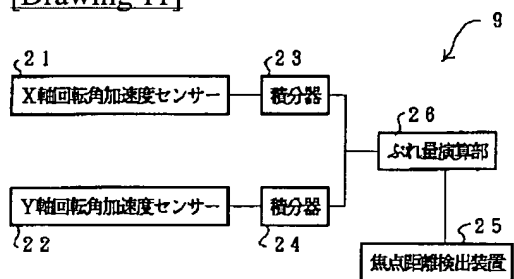 [Drawing 11]
9
21
23
X軸回転角加速度センサー
積分器
26
ぶれ量演算部
Y軸回転角加速度センサー
積分器
22
24
25
焦点距離検出装置